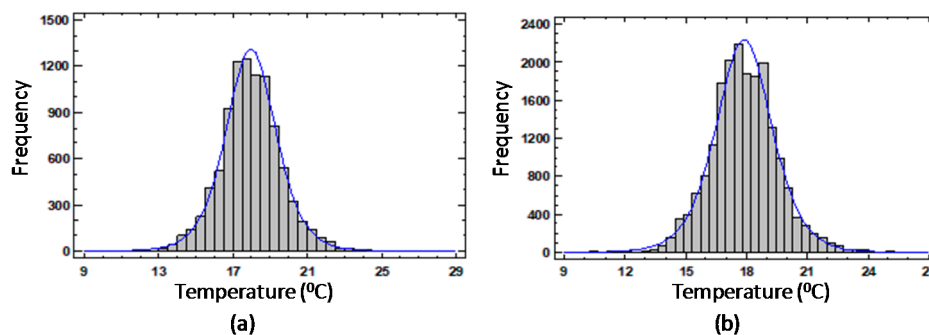 1500
1200
900
600
300
0
Frequency
9 13 17 21 25 29
Temperature (⁰C)
(a)
2400
2000
1600
1200
800
400
0
Frequency
9 12 15 18 21 24 2
Temperature (⁰C)
(b)